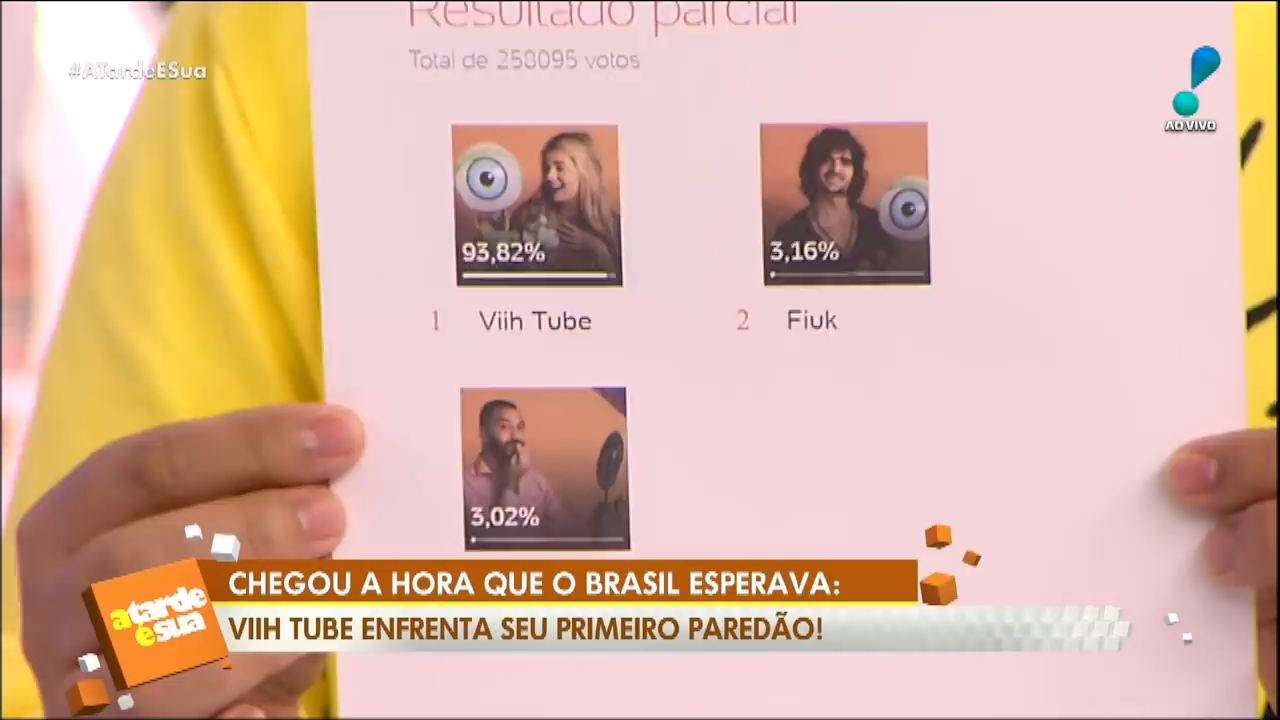 Resultado parcial
Total de 258095 votos
#ATardeÉSua
AO VIVO
93,82%
3,16%
1 Viih Tube
2 Fiuk
3,02%
a tarde é sua
CHEGOU A HORA QUE O BRASIL ESPERAVA:
VIIH TUBE ENFRENTA SEU PRIMEIRO PAREDÃO!